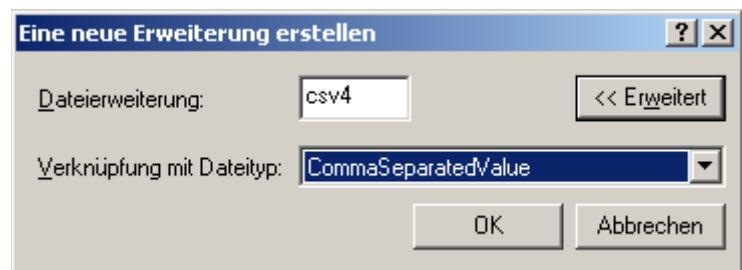 Eine neue Erweiterung erstellen
Dateierweiterung: csv4 << Erweitert
Verknüpfung mit Dateityp: CommaSeparatedValue
OK Abbrechen